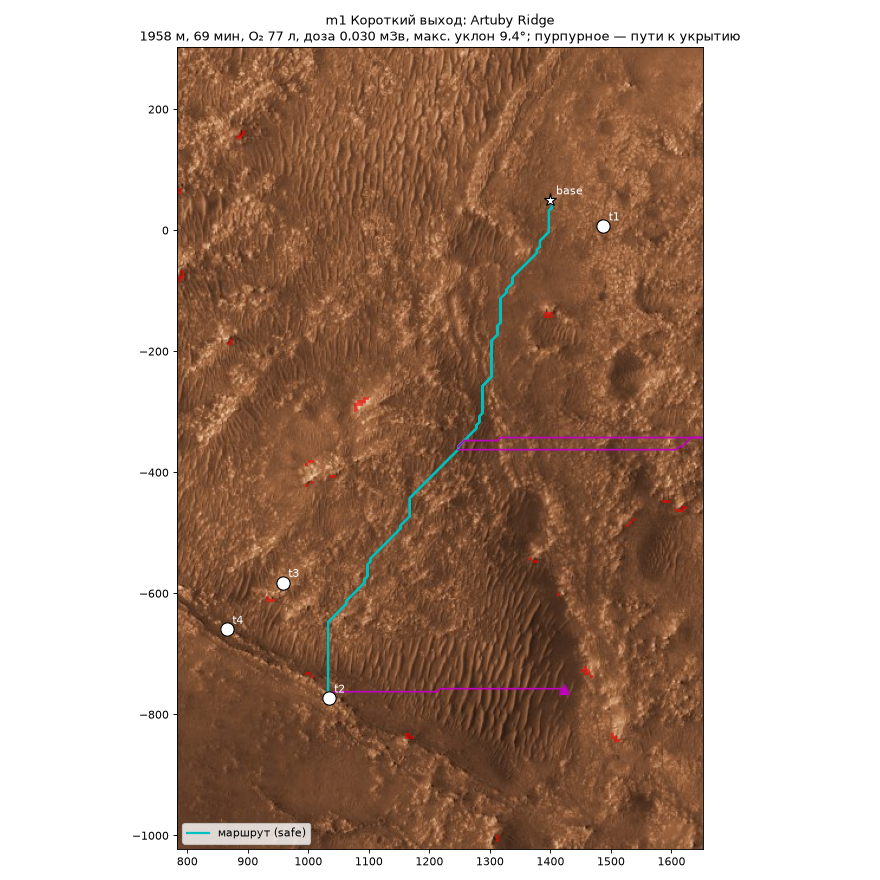 m1 Короткий выход: Artuby Ridge
1958 м, 69 мин, O₂ 77 л, доза 0.030 мЗв, макс. уклон 9.4°; пурпурное — пути к укрытию
200
0
−200
−400
−600
−800
−1000
base
t1
t3
t4
t2
маршрут (safe)
800 900 1000 1100 1200 1300 1400 1500 1600